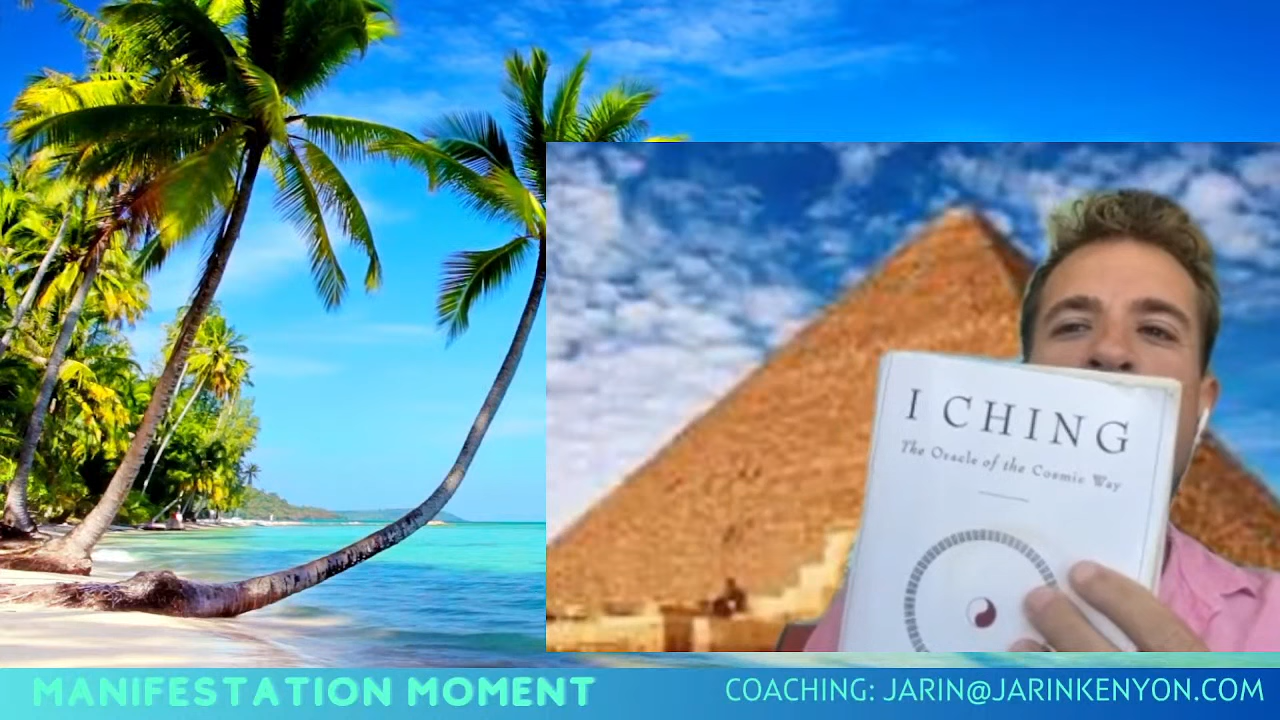 I CHING
The Oracle of the Cosmic Way
MANIFESTATION MOMENT
COACHING: JARIN@JARINKENYON.COM